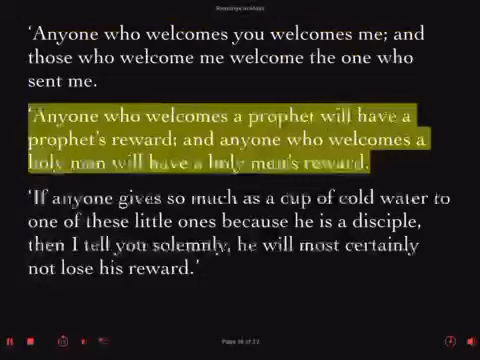 ‘Anyone who welcomes you welcomes me; and
those who welcome me welcome the one who
sent me.
‘Anyone who welcomes a prophet will have a
prophet's reward; and anyone who welcomes a
holy man will have a holy man's reward.
‘If anyone gives so much as a cup of cold water to
one of these little ones because he is a disciple,
then I tell you solemnly, he will most certainly
not lose his reward.’